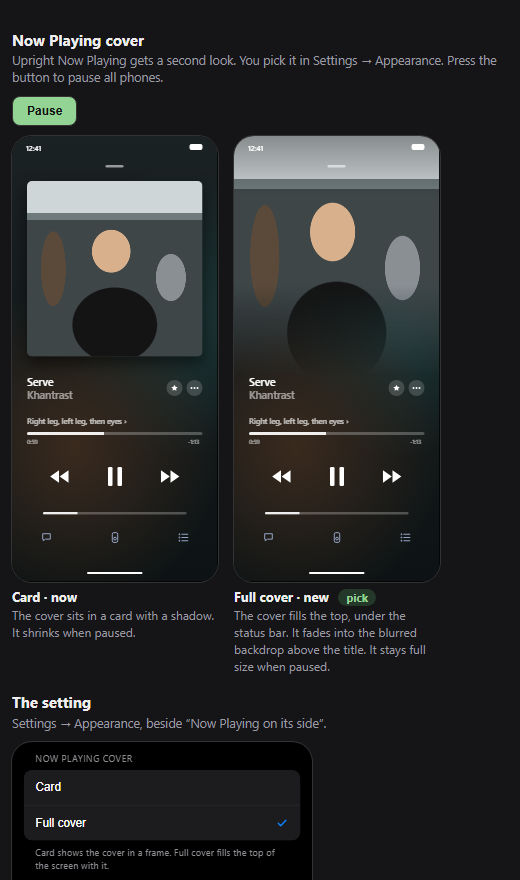 Now Playing cover
Upright Now Playing gets a second look. You pick it in Settings → Appearance. Press the
button to pause all phones.
Pause
12:41
Serve
Khantrast
Right leg, left leg, then eyes ›
0:59
-1:13
Card · now
The cover sits in a card with a shadow.
It shrinks when paused.
12:41
Serve
Khantrast
Right leg, left leg, then eyes ›
0:59
-1:13
Full cover · new pick
The cover fills the top, under the
status bar. It fades into the blurred
backdrop above the title. It stays full
size when paused.
The setting
Settings → Appearance, beside “Now Playing on its side”.
NOW PLAYING COVER
Card
Full cover
Card shows the cover in a frame. Full cover fills the top of
the screen with it.